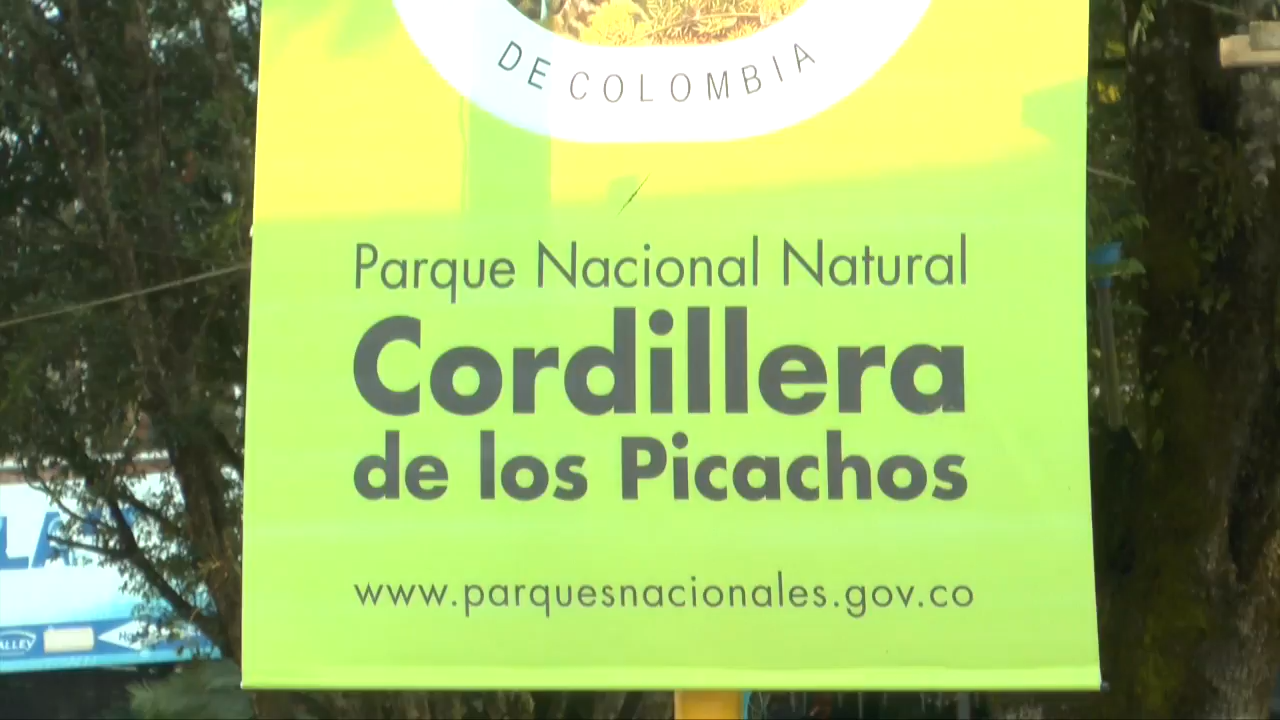 DE COLOMBIA
Parque Nacional Natural
Cordillera
de los Picachos
www.parquesnacionales.gov.co